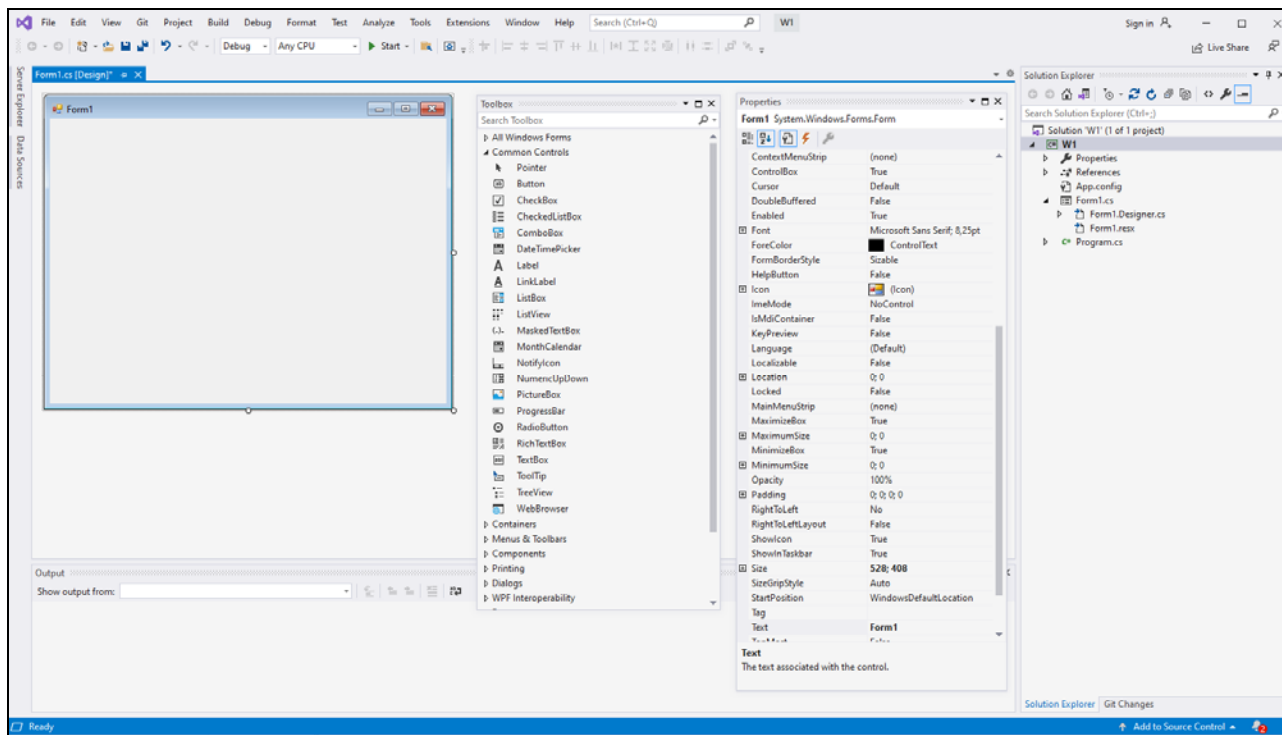 File Edit View Git Project Build Debug Format Test Analyze Tools Extensions Window Help Search (Ctrl+Q) W1 Sign in
Debug Any CPU Start Live Share
Server Explorer
Data Sources
Form1.cs [Design]*
Form1
Toolbox
Search Toolbox
All Windows Forms
Common Controls
Pointer
Button
CheckBox
CheckedListBox
ComboBox
DateTimePicker
Label
LinkLabel
ListBox
ListView
MaskedTextBox
MonthCalendar
NotifyIcon
NumericUpDown
PictureBox
ProgressBar
RadioButton
RichTextBox
TextBox
ToolTip
TreeView
WebBrowser
Containers
Menus & Toolbars
Components
Printing
Dialogs
WPF Interoperability
Properties
Form1 System.Windows.Forms.Form
ContextMenuStrip (none)
ControlBox True
Cursor Default
DoubleBuffered False
Enabled True
Font Microsoft Sans Serif; 8,25pt
ForeColor ControlText
FormBorderStyle Sizable
HelpButton False
Icon (Icon)
ImeMode NoControl
IsMdiContainer False
KeyPreview False
Language (Default)
Localizable False
Location 0; 0
Locked False
MainMenuStrip (none)
MaximizeBox True
MaximumSize 0; 0
MinimizeBox True
MinimumSize 0; 0
Opacity 100%
Padding 0; 0; 0; 0
RightToLeft No
RightToLeftLayout False
ShowIcon True
ShowInTaskbar True
Size 528; 408
SizeGripStyle Auto
StartPosition WindowsDefaultLocation
Tag
Text Form1
Text
The text associated with the control.
Solution Explorer
Search Solution Explorer (Ctrl+;)
Solution 'W1' (1 of 1 project)
C# W1
Properties
References
App.config
Form1.cs
Form1.Designer.cs
Form1.resx
C# Program.cs
Solution Explorer Git Changes
Output
Show output from:
Ready Add to Source Control 2